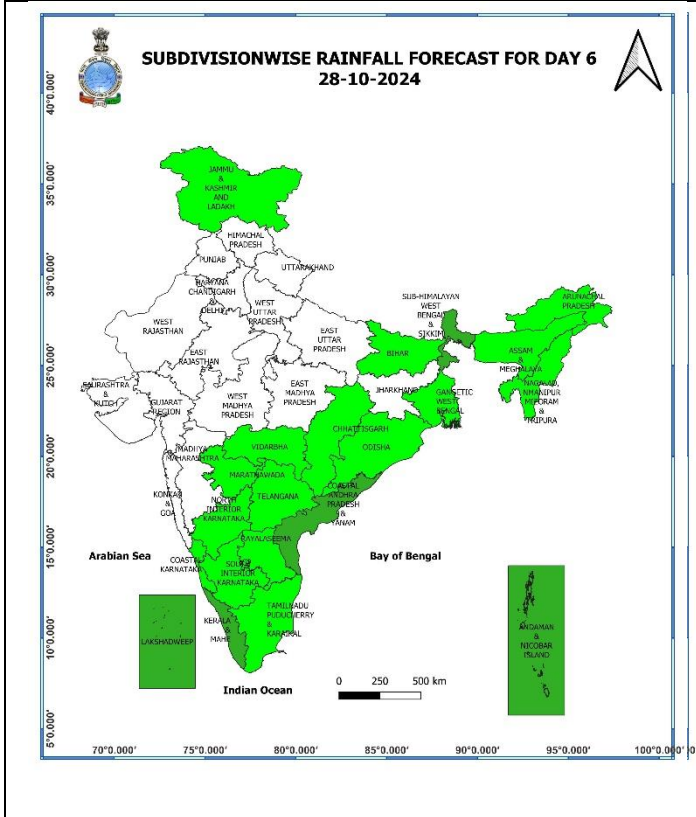 SUBDIVISIONWISE RAINFALL FORECAST FOR DAY 6
28-10-2024
40°0.000'
35°0.000'
30°0.000'
25°0.000'
20°0.000'
15°0.000'
10°0.000'
5°0.000'
JAMMU
&
KASHMIR
AND
LADAKH
HIMACHAL
PRADESH
PUNJAB
UTTARAKHAND
HARYANA
CHANDIGARH
&
DELHI
WEST
UTTAR
PRADESH
WEST
RAJASTHAN
EAST
RAJASTHAN
EAST
UTTAR
PRADESH
SUB-HIMALAYAN
WEST
BENGAL
&
SIKKIM
ARUNACHAL
PRADESH
BIHAR
ASSAM
&
MEGHALAYA
NAGALAND
MANIPUR
MIZORAM
&
TRIPURA
SAURASHTRA
&
KUTCH
GUJARAT
REGION
WEST
MADHYA
PRADESH
EAST
MADHYA
PRADESH
JHARKHAND
GANGETIC
WEST
BENGAL
CHHATTISGARH
ODISHA
MADHYA
MAHARASHTRA
VIDARBHA
MARATHAWADA
KONKAN
&
GOA
NORTH
INTERIOR
KARNATAKA
TELANGANA
COASTAL
ANDHRA
PRADESH
&
YANAM
RAYALASEEMA
Arabian Sea
Bay of Bengal
COASTAL
KARNATAKA
SOUTH
INTERIOR
KARNATAKA
TAMILNADU
PUDUCHERRY
&
KARAIKAL
KERALA
&
MAHE
LAKSHADWEEP
ANDAMAN
&
NICOBAR
ISLAND
Indian Ocean
0 250 500 km
70°0.000' 75°0.000' 80°0.000' 85°0.000' 90°0.000' 95°0.000' 100°0.000'